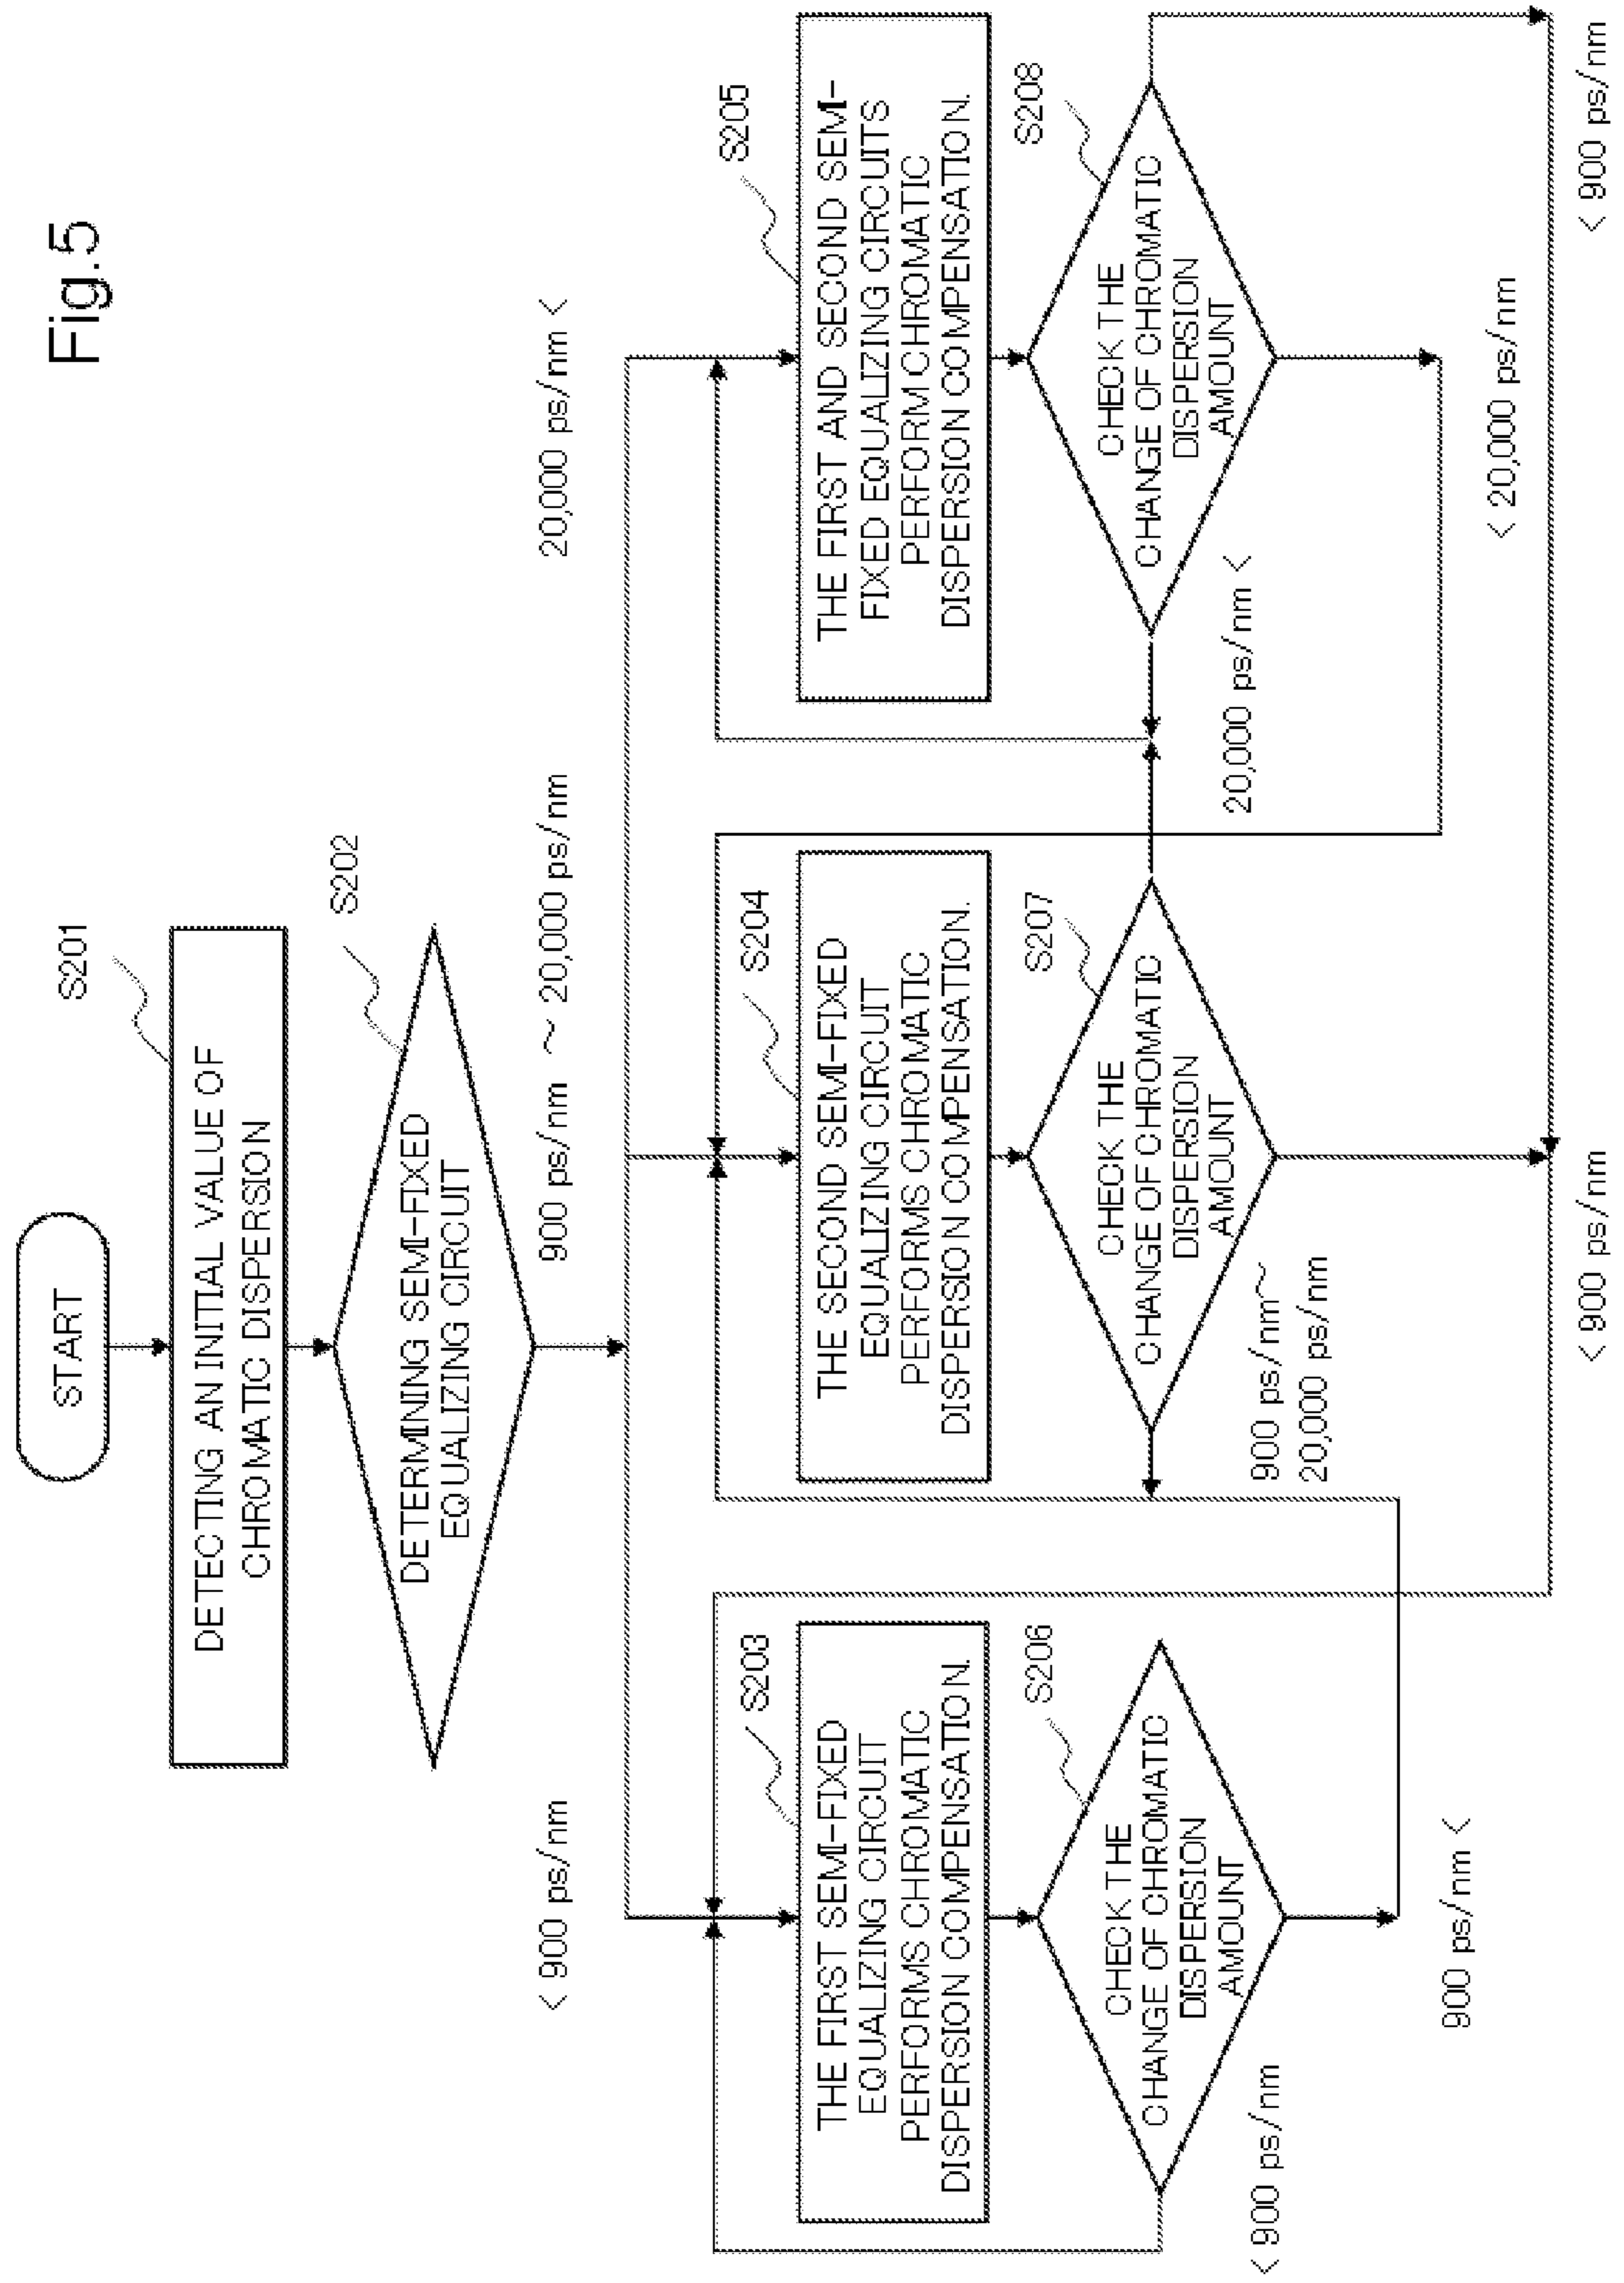 Fig.5
START
S201
DETECTING AN INITIAL VALUE OF
CHROMATIC DISPERSION
S202
DETERMINING SEMI-FIXED
EQUALIZING CIRCUIT
< 900 ps/nm
900 ps/nm ~ 20,000 ps/nm
20,000 ps/nm <
S203
THE FIRST SEMI-FIXED
EQUALIZING CIRCUIT
PERFORMS CHROMATIC
DISPERSION COMPENSATION.
S204
THE SECOND SEMI-FIXED
EQUALIZING CIRCUIT
PERFORMS CHROMATIC
DISPERSION COMPENSATION.
S205
THE FIRST AND SECOND SEMI-
FIXED EQUALIZING CIRCUITS
PERFORM CHROMATIC
DISPERSION COMPENSATION.
S206
CHECK THE
CHANGE OF CHROMATIC
DISPERSION
AMOUNT
S207
CHECK THE
CHANGE OF CHROMATIC
DISPERSION
AMOUNT
S208
CHECK THE
CHANGE OF CHROMATIC
DISPERSION
AMOUNT
< 900 ps/nm
900 ps/nm~
20,000 ps/nm
20,000 ps/nm <
900 ps/nm <
< 20,000 ps/nm
< 900 ps/nm
< 900 ps/nm